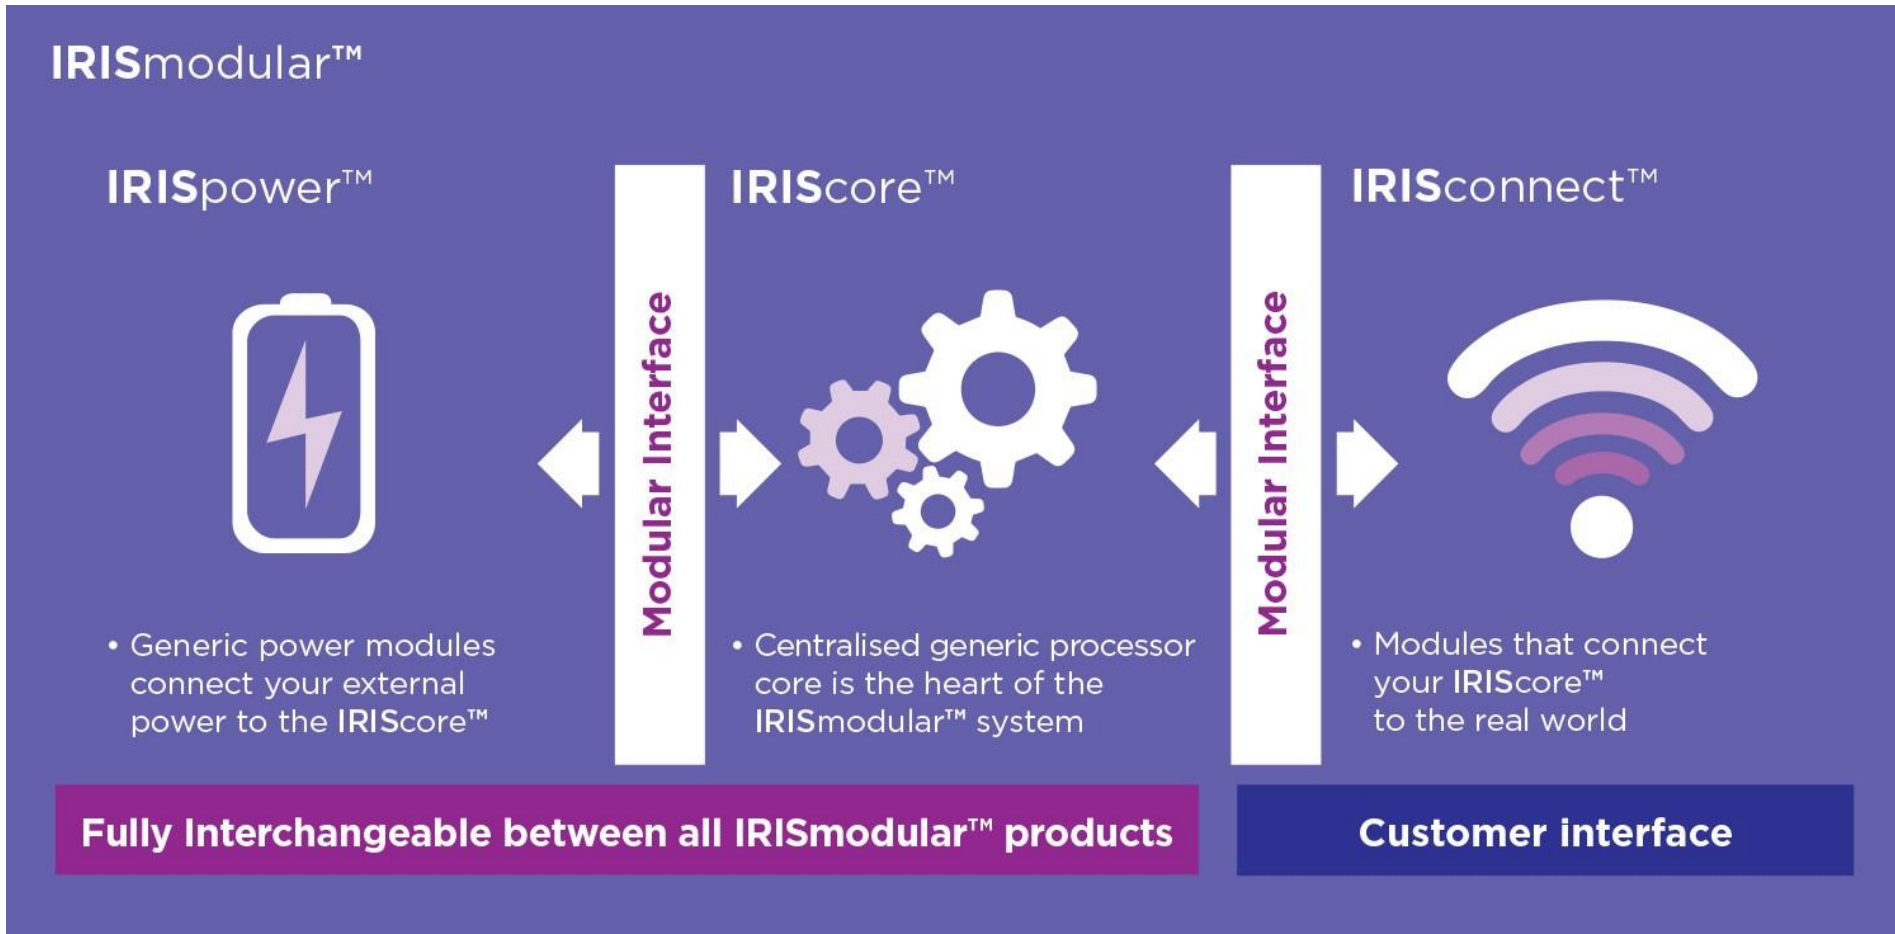 IRISmodular™
IRISpower™
Modular Interface
IRIScore™
Modular Interface
IRISconnect™
• Generic power modules
connect your external
power to the IRIScore™
• Centralised generic processor
core is the heart of the
IRISmodular™ system
• Modules that connect
your IRIScore™
to the real world
Fully Interchangeable between all IRISmodular™ products
Customer interface